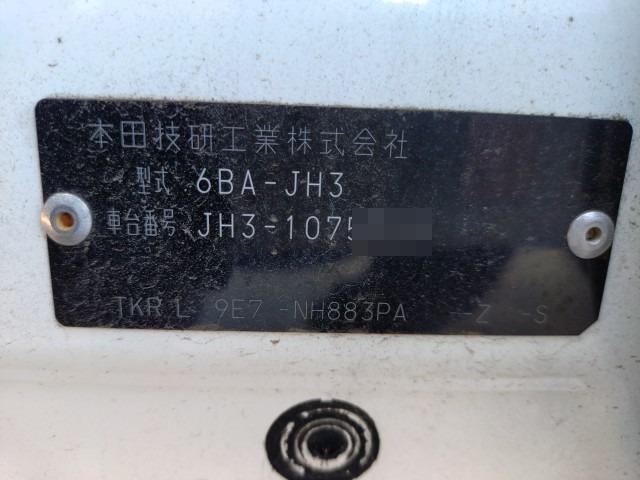 本田技研工業株式会社
型式 6BA-JH3
車台番号 JH3-1075
TKR L 9E7 -NH883PA --Z -S